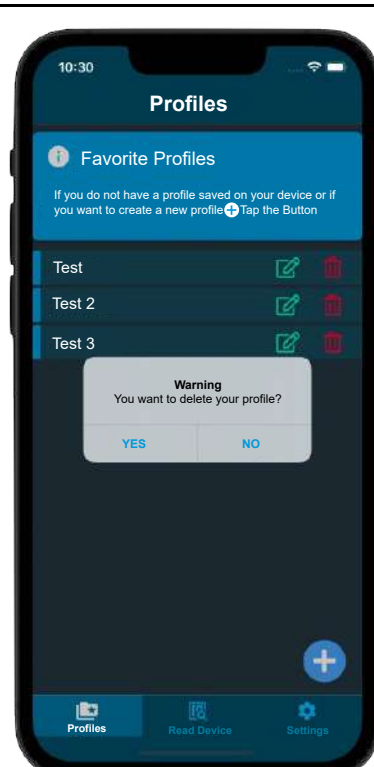 10:30
Profiles
Favorite Profiles
If you do not have a profile saved on your device or if
you want to create a new profile Tap the Button
Test
Test 2
Test 3
Warning
You want to delete your profile?
YES NO
Profiles Read Device Settings